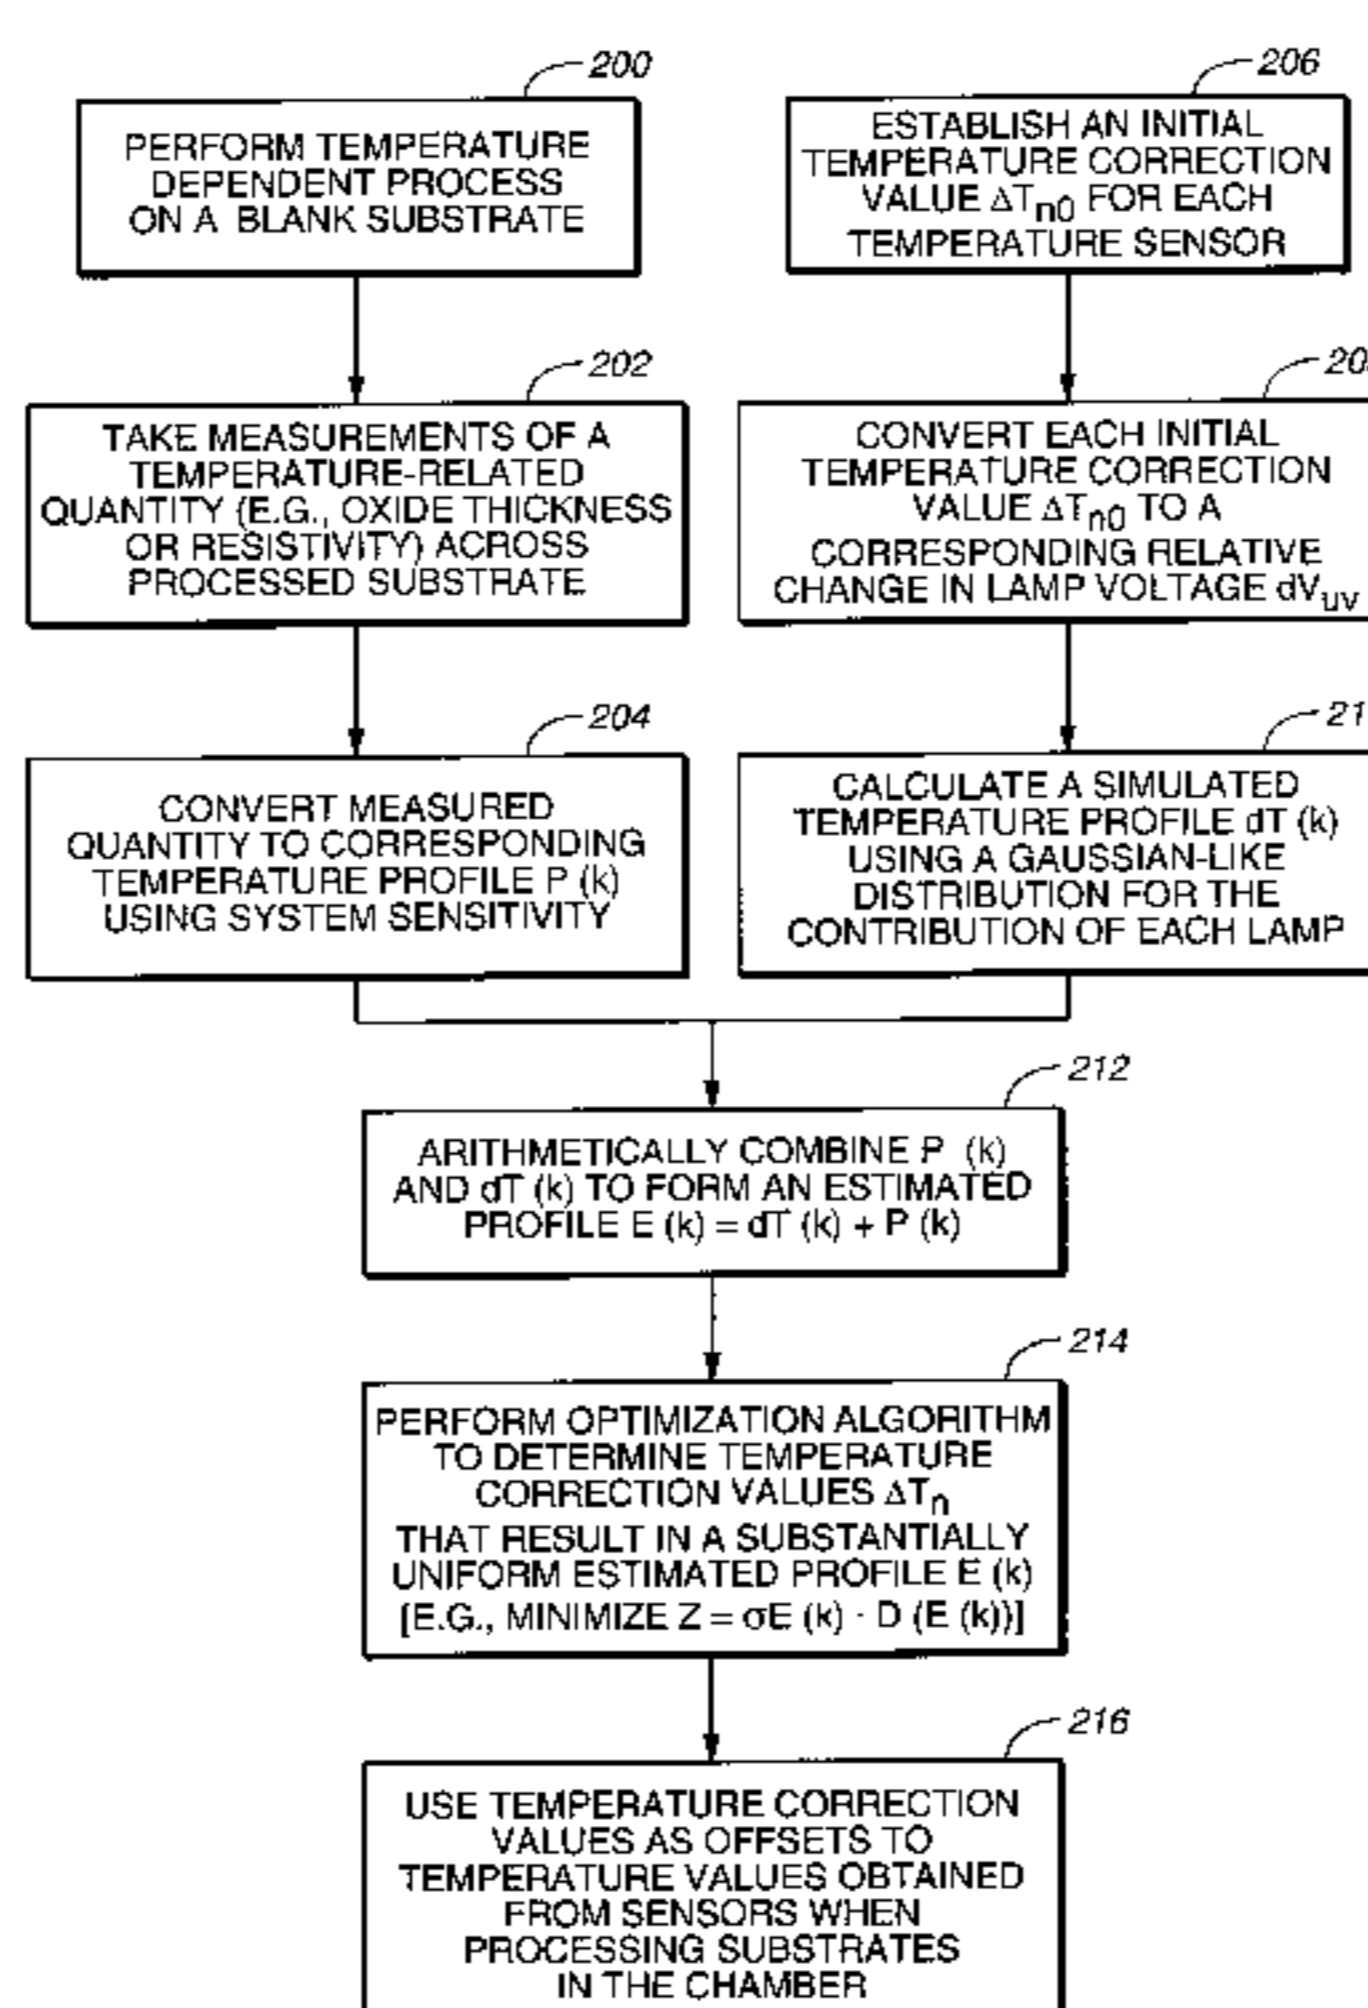 200
PERFORM TEMPERATURE
DEPENDENT PROCESS
ON A BLANK SUBSTRATE
202
TAKE MEASUREMENTS OF A
TEMPERATURE-RELATED
QUANTITY (E.G., OXIDE THICKNESS
OR RESISTIVITY) ACROSS
PROCESSED SUBSTRATE
204
CONVERT MEASURED
QUANTITY TO CORRESPONDING
TEMPERATURE PROFILE P (k)
USING SYSTEM SENSITIVITY
206
ESTABLISH AN INITIAL
TEMPERATURE CORRECTION
VALUE ΔTn0 FOR EACH
TEMPERATURE SENSOR
CONVERT EACH INITIAL
TEMPERATURE CORRECTION
VALUE ΔTn0 TO A
CORRESPONDING RELATIVE
CHANGE IN LAMP VOLTAGE dVuv
CALCULATE A SIMULATED
TEMPERATURE PROFILE dT (k)
USING A GAUSSIAN-LIKE
DISTRIBUTION FOR THE
CONTRIBUTION OF EACH LAMP
212
ARITHMETICALLY COMBINE P (k)
AND dT (k) TO FORM AN ESTIMATED
PROFILE E (k) = dT (k) + P (k)
214
PERFORM OPTIMIZATION ALGORITHM
TO DETERMINE TEMPERATURE
CORRECTION VALUES ΔTn
THAT RESULT IN A SUBSTANTIALLY
UNIFORM ESTIMATED PROFILE E (k)
[E.G., MINIMIZE Z = σE (k) · D (E (k))]
216
USE TEMPERATURE CORRECTION
VALUES AS OFFSETS TO
TEMPERATURE VALUES OBTAINED
FROM SENSORS WHEN
PROCESSING SUBSTRATES
IN THE CHAMBER